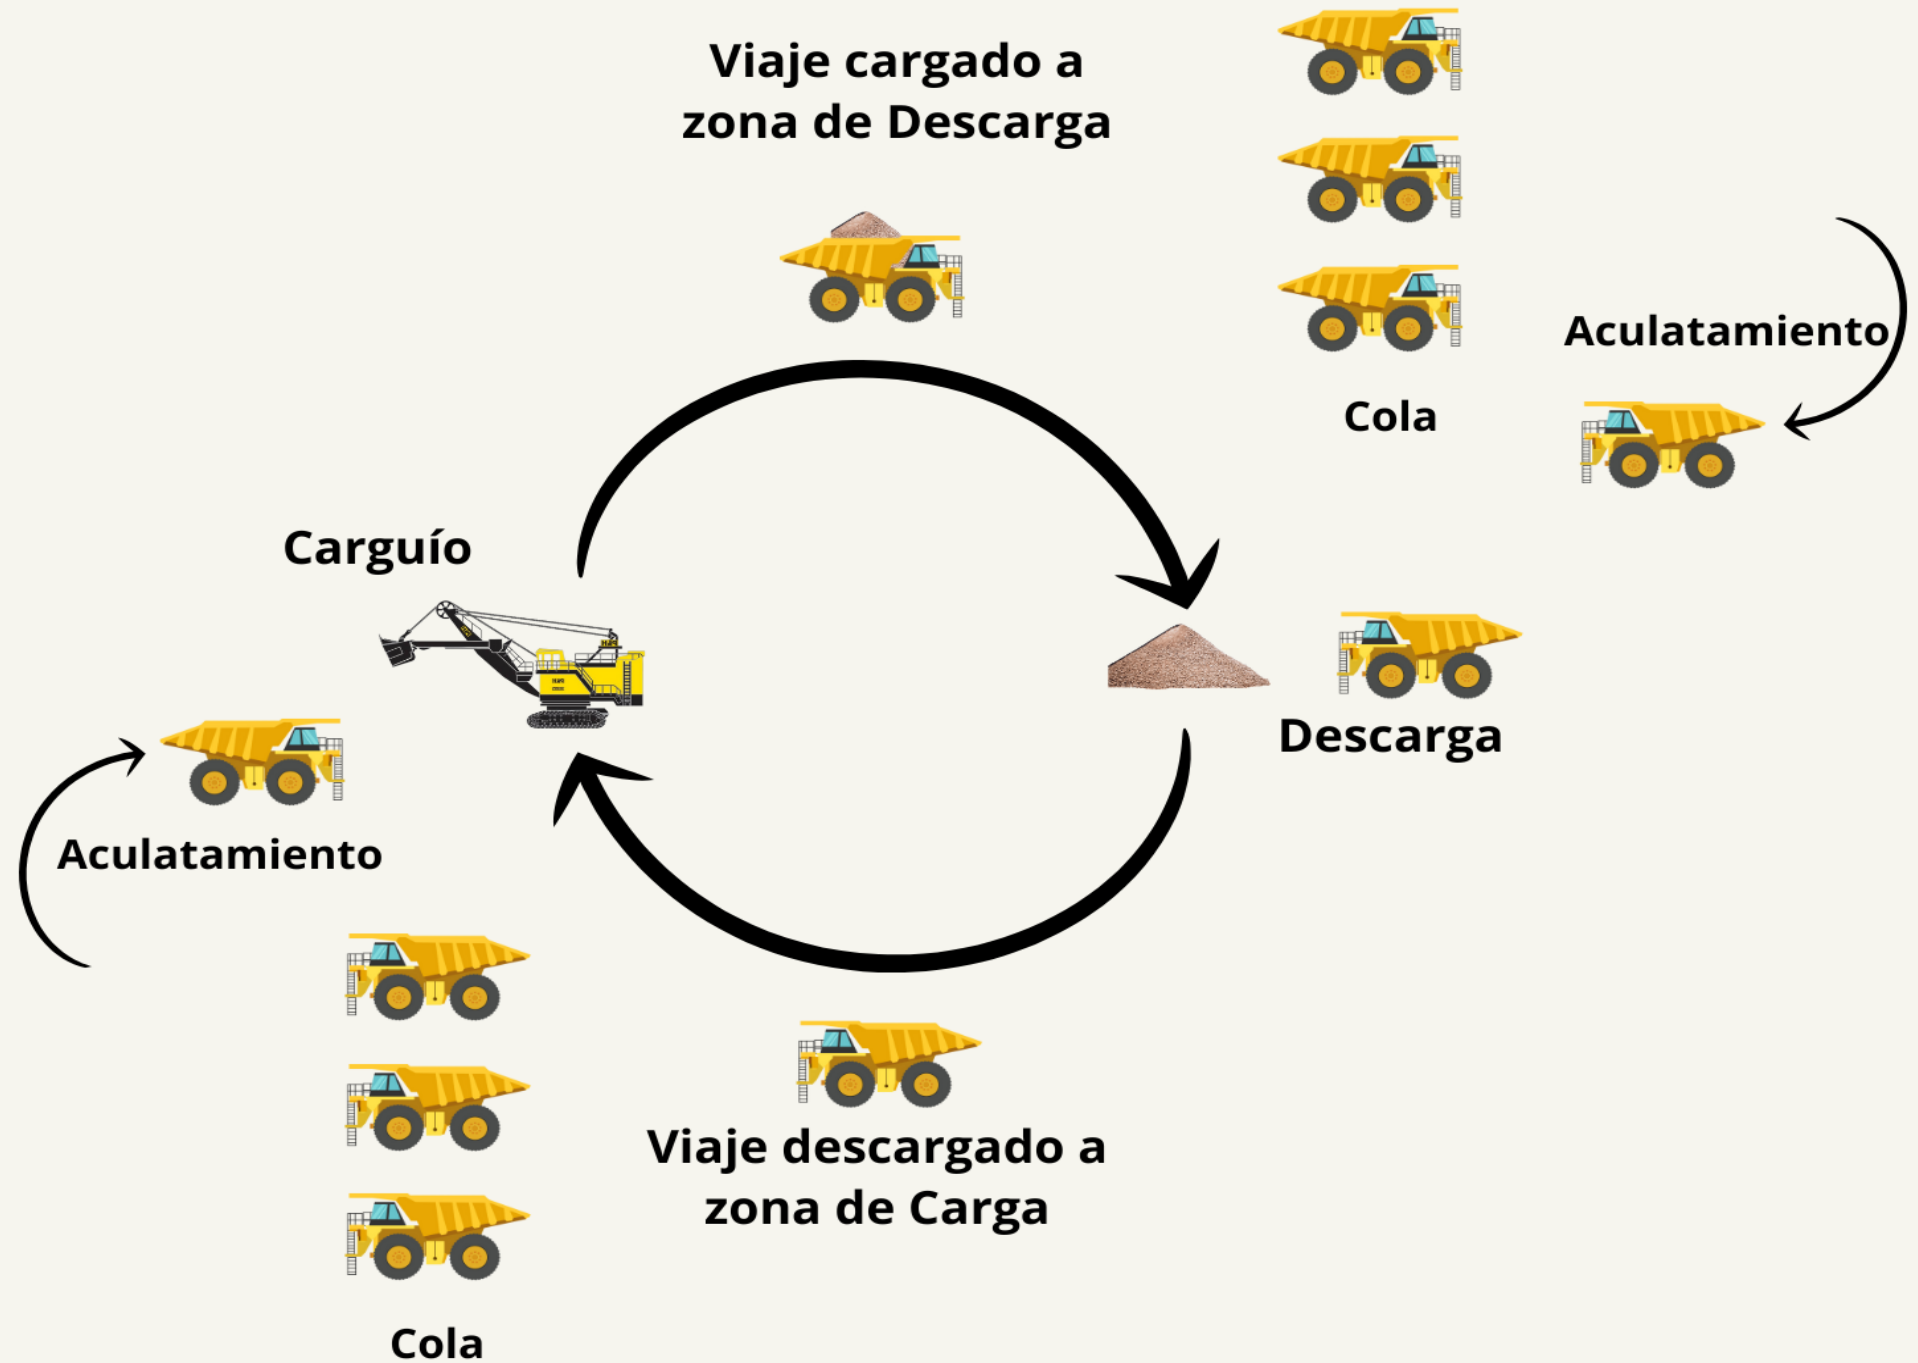 Viaje cargado a
zona de Descarga
Aculatamiento
Cola
Carguío
Descarga
Aculatamiento
Viaje descargado a
zona de Carga
Cola